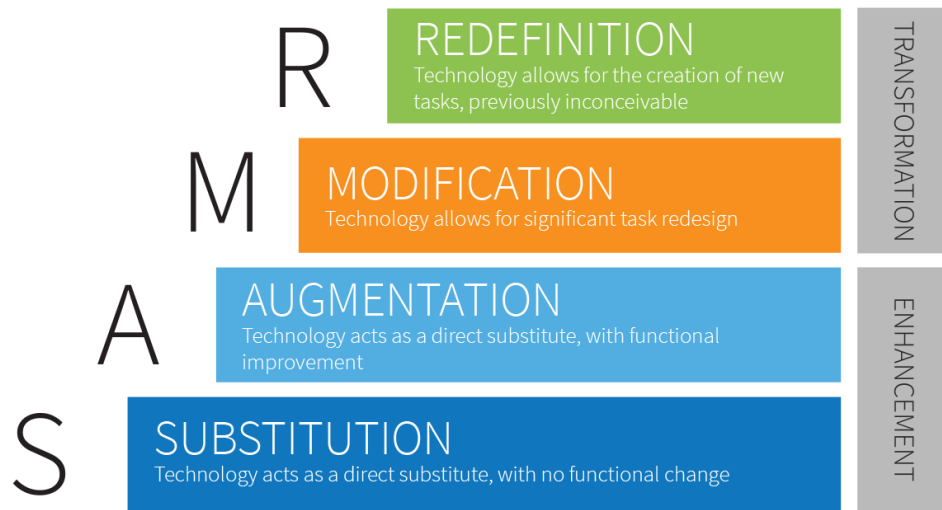 R
REDEFINITION
Technology allows for the creation of new
tasks, previously inconceivable
TRANSFORMATION
M
MODIFICATION
Technology allows for significant task redesign
A
AUGMENTATION
Technology acts as a direct substitute, with functional
improvement
ENHANCEMENT
S
SUBSTITUTION
Technology acts as a direct substitute, with no functional change